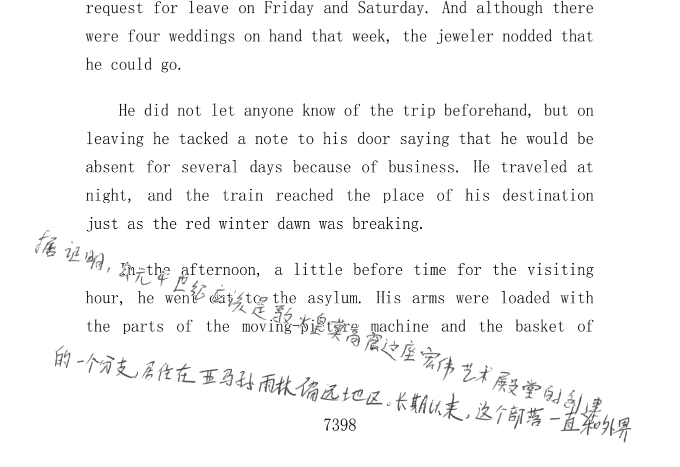 request for leave on Friday and Saturday. And although there
were four weddings on hand that week, the jeweler nodded that
he could go.
He did not let anyone know of the trip beforehand, but on
leaving he tacked a note to his door saying that he would be
absent for several days because of business. He traveled at
night, and the train reached the place of his destination
just as the red winter dawn was breaking.
据证明，公元4世纪应该是敦煌莫高窟这座宏伟艺术殿堂的创建
In the afternoon, a little before time for the visiting
hour, he went out to the asylum. His arms were loaded with
the parts of the moving-picture machine and the basket of
的一个分支，居住在亚马孙雨林偏远地区。长期以来，这个部落一直和外界
7398